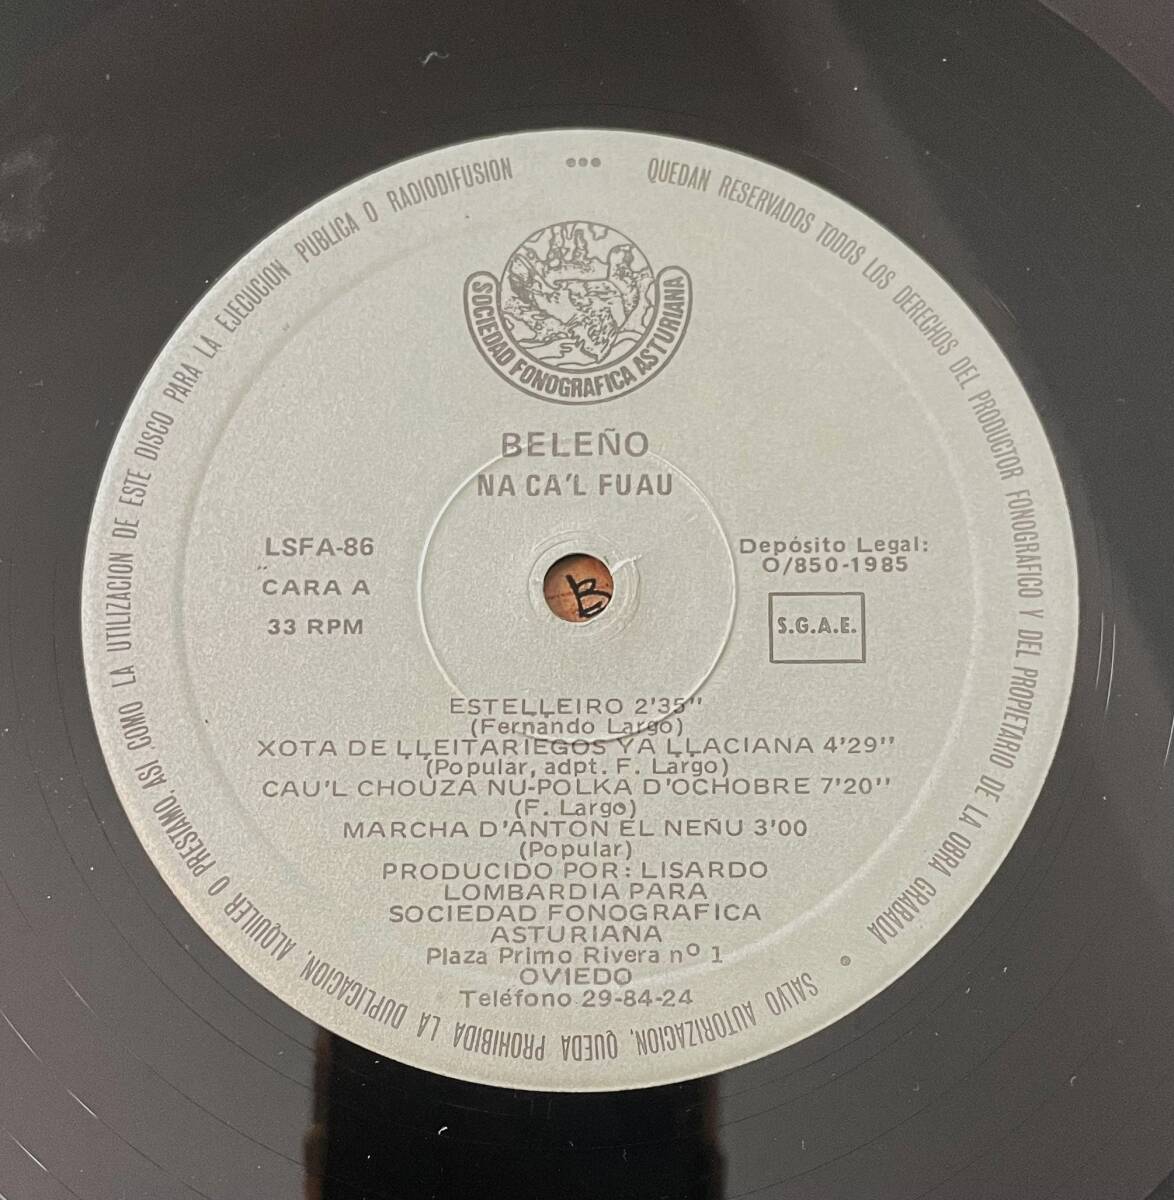 QUEDAN RESERVADOS TODOS LOS DERECHOS DEL PRODUCTOR FONOGRAFICO Y DEL PROPIETARIO DE LA OBRA GRABADA
SALVO AUTORIZACION, QUEDA PROHIBIDA LA DUPLICACION, ALQUILER O PRESTAMO, ASI, COMO LA UTILIZACION DE ESTE DISCO PARA LA EJECUCION PUBLICA O RADIODIFUSION
SOCIEDAD FONOGRAFICA ASTURIANA
BELEÑO
NA CA'L FUAU
LSFA-86
CARA A
33 RPM
Depósito Legal:
O/850-1985
S.G.A.E.
B
ESTELLEIRO 2'35''
(Fernando Largo)
XOTA DE ḶḶEITARIEGOS YA ḶḶACIANA 4'29''
(Popular, adpt. F. Largo)
CAU'L CHOUZA NU-POLKA D'OCHOBRE 7'20''
(F. Largo)
MARCHA D'ANTON EL NEÑU 3'00
(Popular)
PRODUCIDO POR: LISARDO
LOMBARDIA PARA
SOCIEDAD FONOGRAFICA
ASTURIANA
Plaza Primo Rivera nº 1
OVIEDO
Teléfono 29-84-24